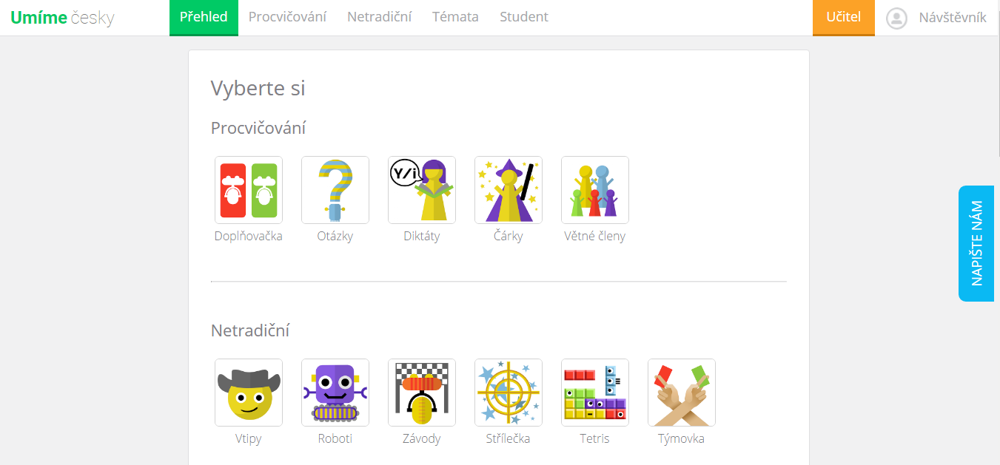 Umíme česky Přehled Procvičování Netradiční Témata Student Učitel Návštěvník
Vyberte si
Procvičování
Y/i
Doplňovačka Otázky Diktáty Čárky Větné členy
NAPIŠTE NÁM
Netradiční
Vtipy Roboti Závody Střílečka Tetris Týmovka